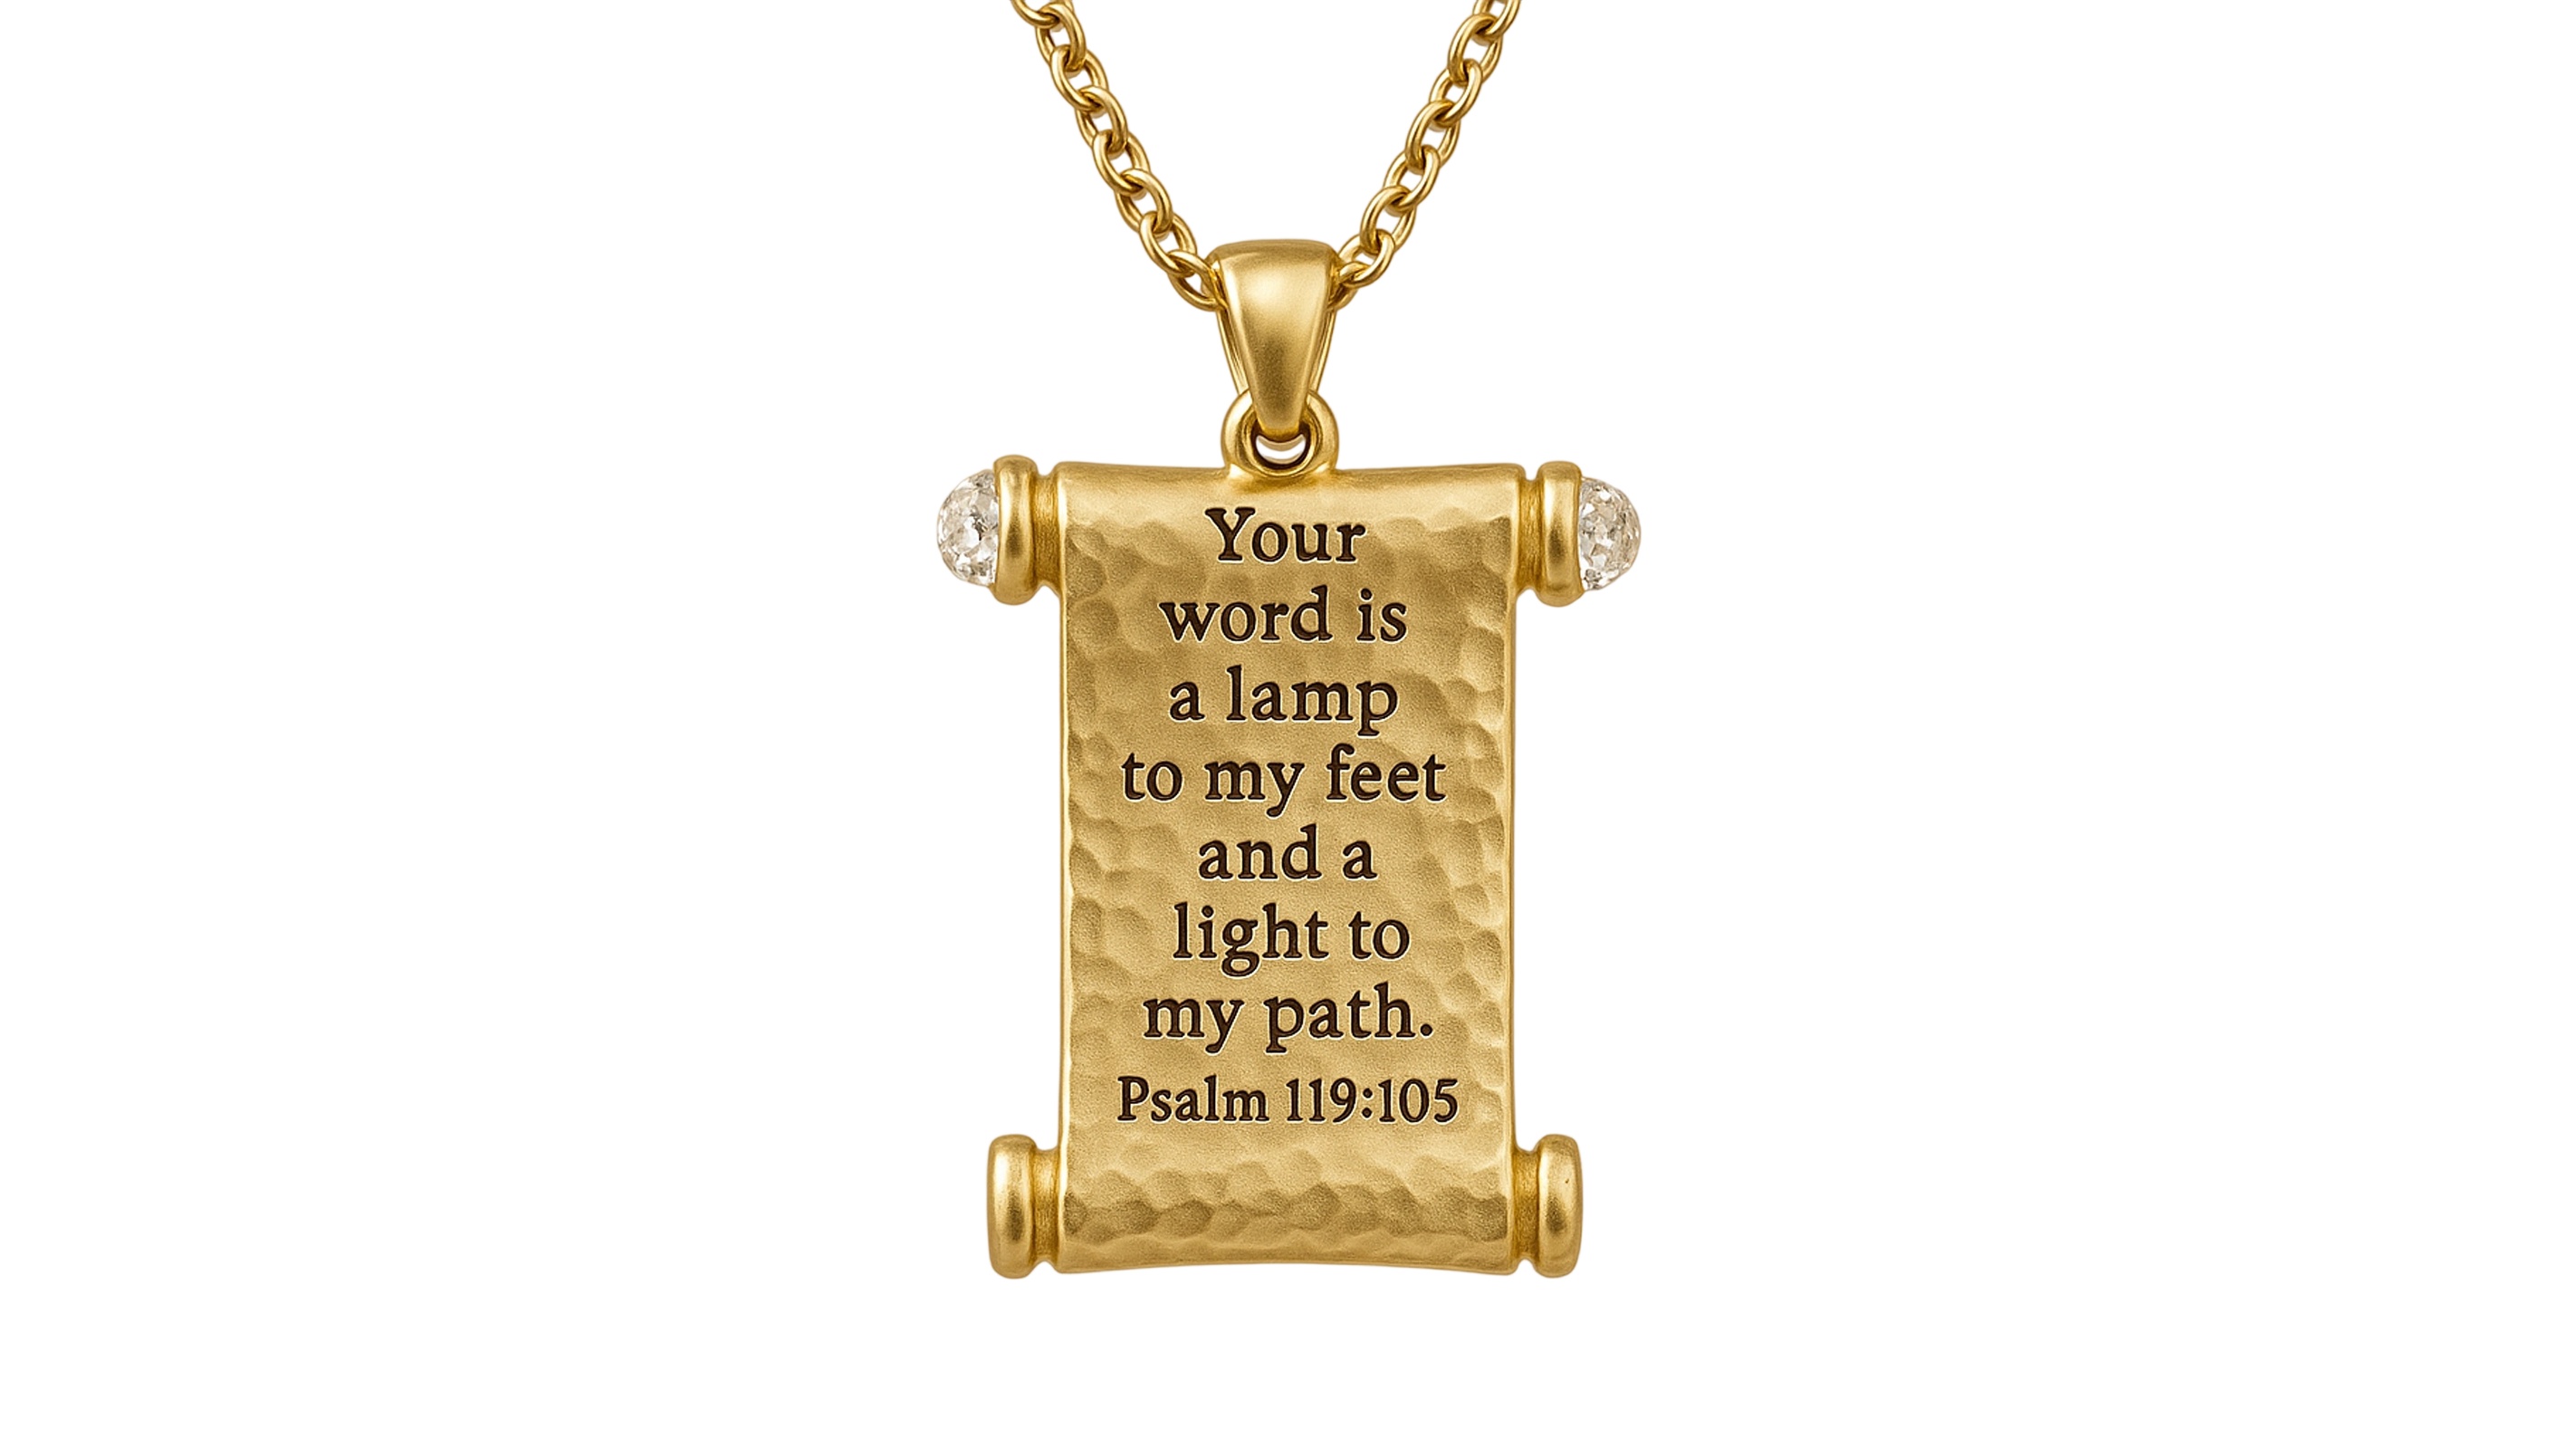 Your
word is
a lamp
to my feet
and a
light to
my path.
Psalm 119:105